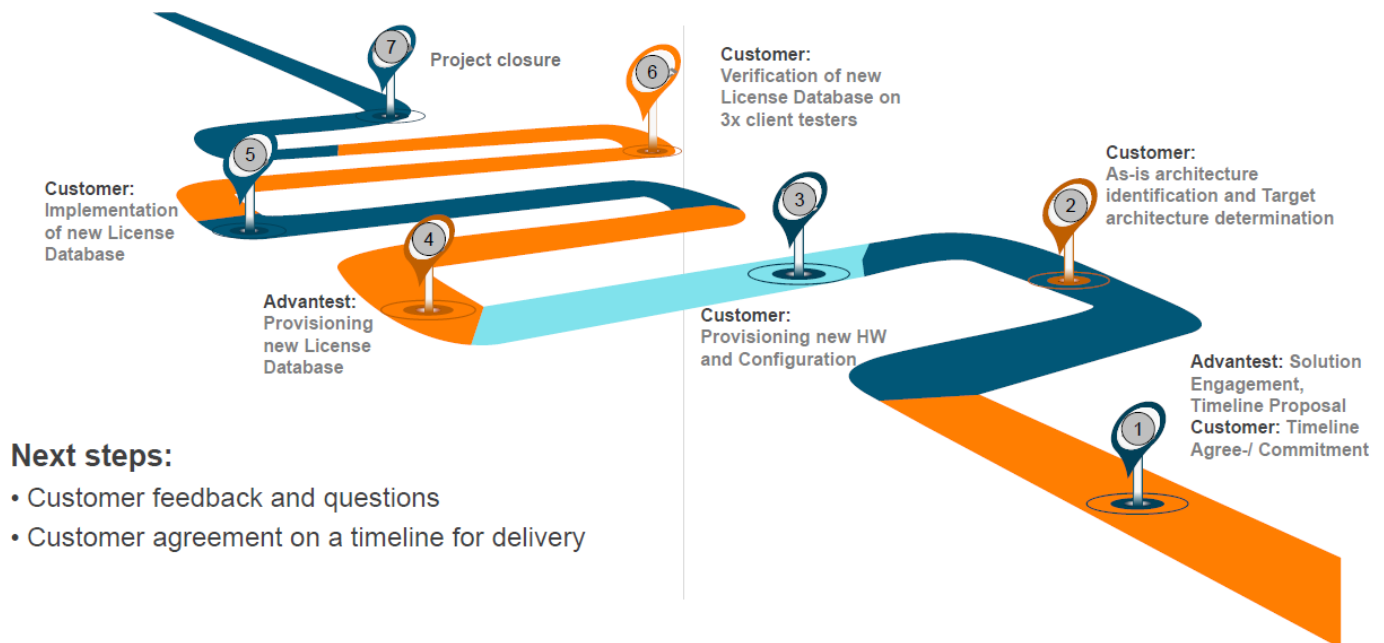 7
Project closure
6
Customer:
Verification of new
License Database on
3x client testers
5
Customer:
Implementation
of new License
Database
4
Advantest:
Provisioning
new License
Database
3
Customer:
Provisioning new HW
and Configuration
2
Customer:
As-is architecture
identification and Target
architecture determination
1
Advantest: Solution
Engagement,
Timeline Proposal
Customer: Timeline
Agree-/ Commitment
Next steps:
• Customer feedback and questions
• Customer agreement on a timeline for delivery